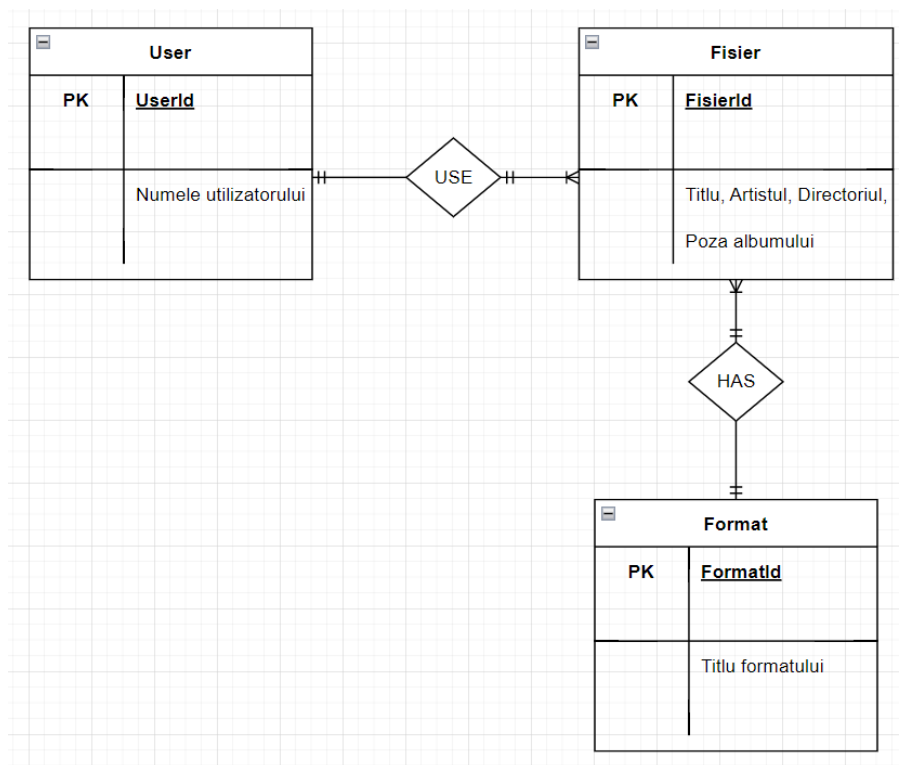 User
PK
UserId
Numele utilizatorului
USE
Fisier
PK
FisierId
Titlu, Artistul, Directoriul,
Poza albumului
HAS
Format
PK
FormatId
Titlu formatului